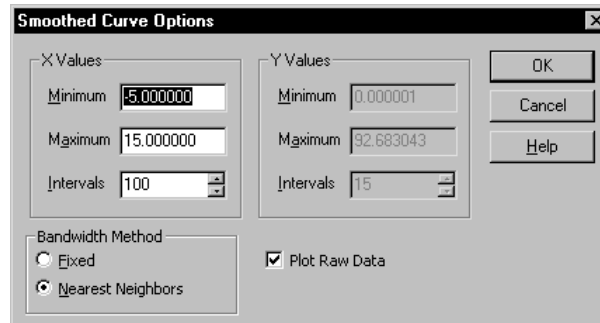 Smoothed Curve Options
X Values
Minimum -5.000000
Maximum 15.000000
Intervals 100
Y Values
Minimum 0.000001
Maximum 92.683043
Intervals 15
OK
Cancel
Help
Bandwidth Method
Fixed
Nearest Neighbors
Plot Raw Data